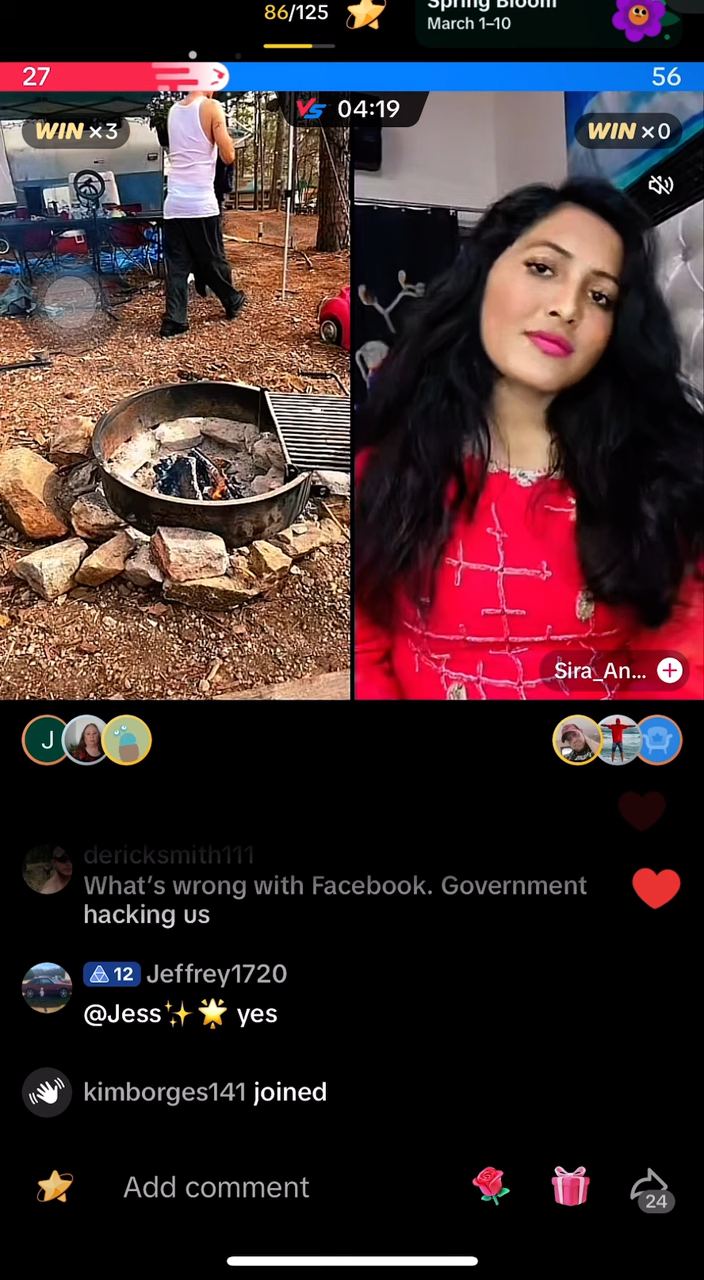 86/125
Spring Bloom
March 1–10
27
56
VS 04:19
WIN ×3
WIN ×0
Sira_An...
J
dericksmith111
What's wrong with Facebook. Government
hacking us
12 Jeffrey1720
@Jess✨🌟 yes
kimborges141 joined
Add comment
24